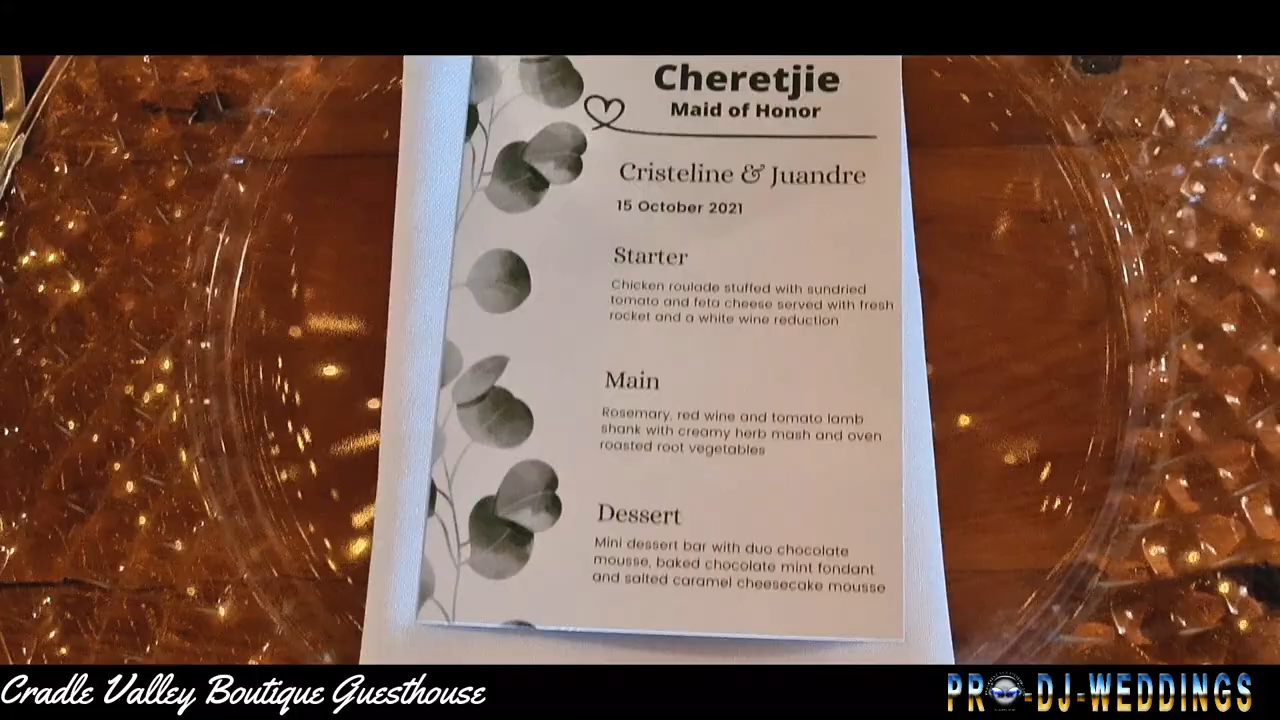 Cheretjie
Maid of Honor
Cristeline & Juandre
15 October 2021
Starter
Chicken roulade stuffed with sundried
tomato and feta cheese served with fresh
rocket and a white wine reduction
Main
Rosemary, red wine and tomato lamb
shank with creamy herb mash and oven
roasted root vegetables
Dessert
Mini dessert bar with duo chocolate
mousse, baked chocolate mint fondant
and salted caramel cheesecake mousse
Cradle Valley Boutique Guesthouse
PRO-DJ-WEDDINGS